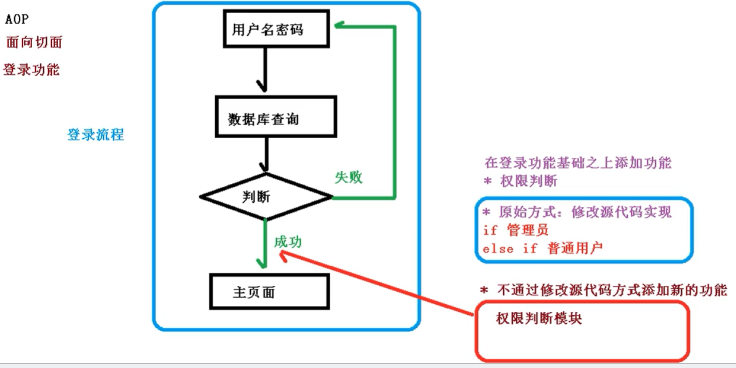 AOP
面向切面
登录功能
登录流程
用户名密码
数据库查询
判断
失败
成功
主页面
在登录功能基础之上添加功能
* 权限判断
* 原始方式：修改源代码实现
if 管理员
else if 普通用户
* 不通过修改源代码方式添加新的功能
权限判断模块